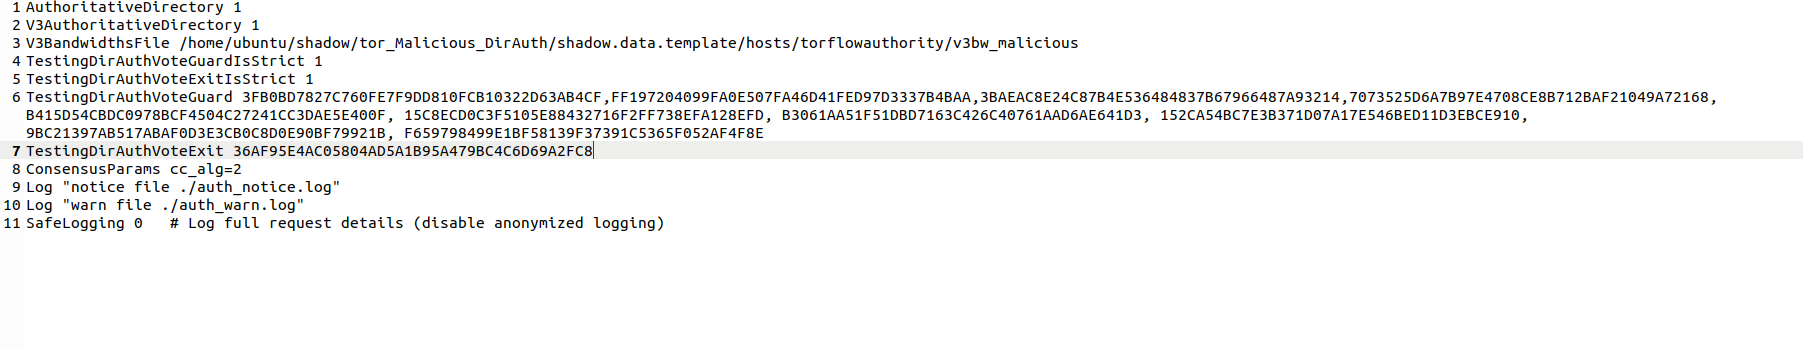 1 AuthoritativeDirectory 1
2 V3AuthoritativeDirectory 1
3 V3BandwidthsFile /home/ubuntu/shadow/tor_Malicious_DirAuth/shadow.data.template/hosts/torflowauthority/v3bw_malicious
4 TestingDirAuthVoteGuardIsStrict 1
5 TestingDirAuthVoteExitIsStrict 1
6 TestingDirAuthVoteGuard 3FB0BD7827C760FE7F9DD810FCB10322D63AB4CF,FF197204099FA0E507FA46D41FED97D3337B4BAA,3BAEAC8E24C87B4E536484837B67966487A93214,7073525D6A7B97E4708CE8B712BAF21049A72168,
B415D54CBDC0978BCF4504C27241CC3DAE5E400F, 15C8ECD0C3F5105E88432716F2FF738EFA128EFD, B3061AA51F51DBD7163C426C40761AAD6AE641D3, 152CA54BC7E3B371D07A17E546BED11D3EBCE910,
9BC21397AB517ABAF0D3E3CB0C8D0E90BF79921B, F659798499E1BF58139F37391C5365F052AF4F8E
7 TestingDirAuthVoteExit 36AF95E4AC05804AD5A1B95A479BC4C6D69A2FC8
8 ConsensusParams cc_alg=2
9 Log "notice file ./auth_notice.log"
10 Log "warn file ./auth_warn.log"
11 SafeLogging 0   # Log full request details (disable anonymized logging)